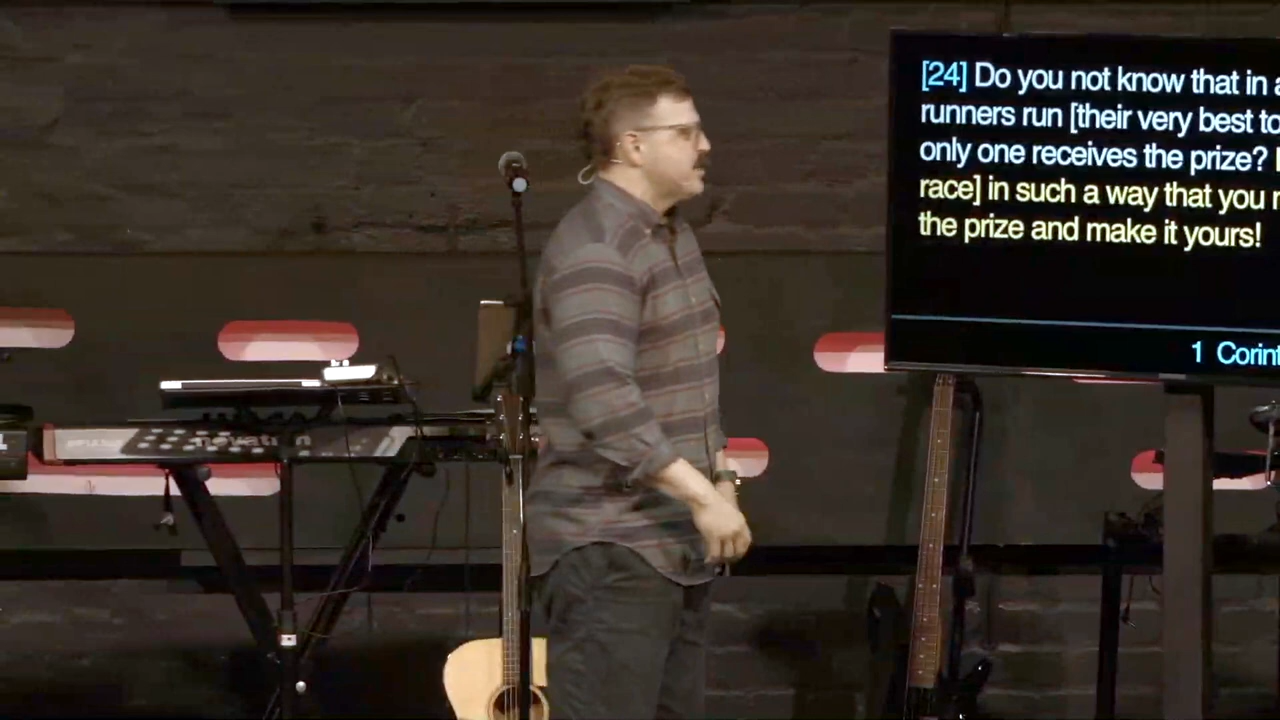 [24] Do you not know that in a
runners run [their very best to
only one receives the prize?
race] in such a way that you
the prize and make it yours!
1 Corint
novation